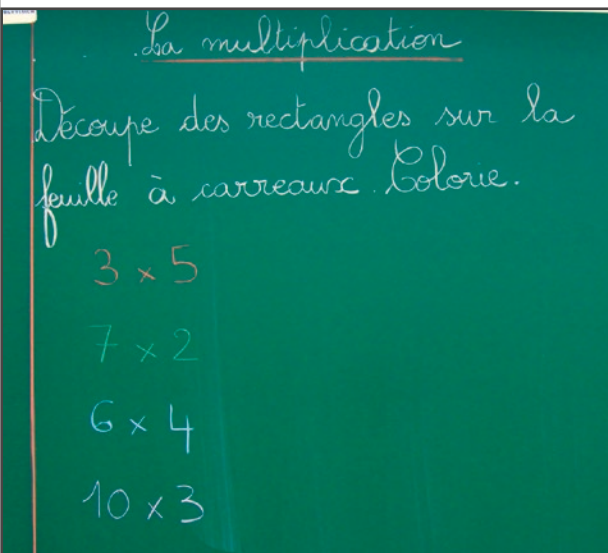 La multiplication
Découpe des rectangles sur la
feuille à carreaux. Colorie.
3 x 5
7 x 2
6 x 4
10 x 3